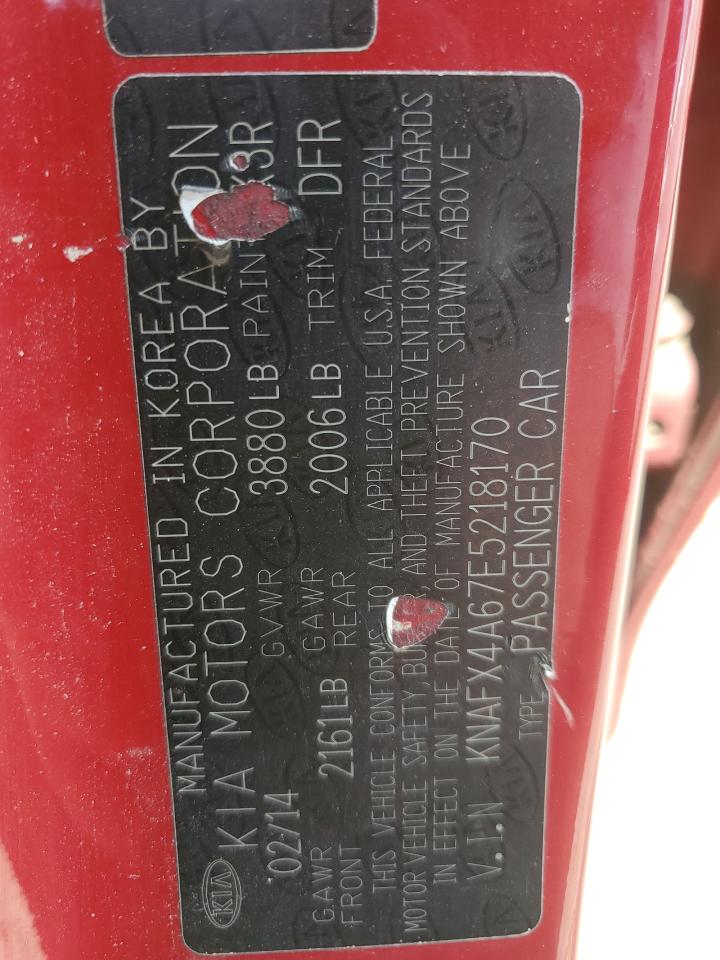 MANUFACTURED IN KOREA BY
KIA KIA MOTORS CORPORATION
02/14 GVWR 3880LB PAINT
GAWR FRONT 2161LB GAWR REAR 2006LB TRIM DFR
THIS VEHICLE CONFORMS TO ALL APPLICABLE U.S.A. FEDERAL
MOTOR VEHICLE SAFETY, AND THEFT PREVENTION STANDARDS
IN EFFECT ON THE DATE OF MANUFACTURE SHOWN ABOVE
V.I.N KNAFX4A67E5218170
TYPE PASSENGER CAR